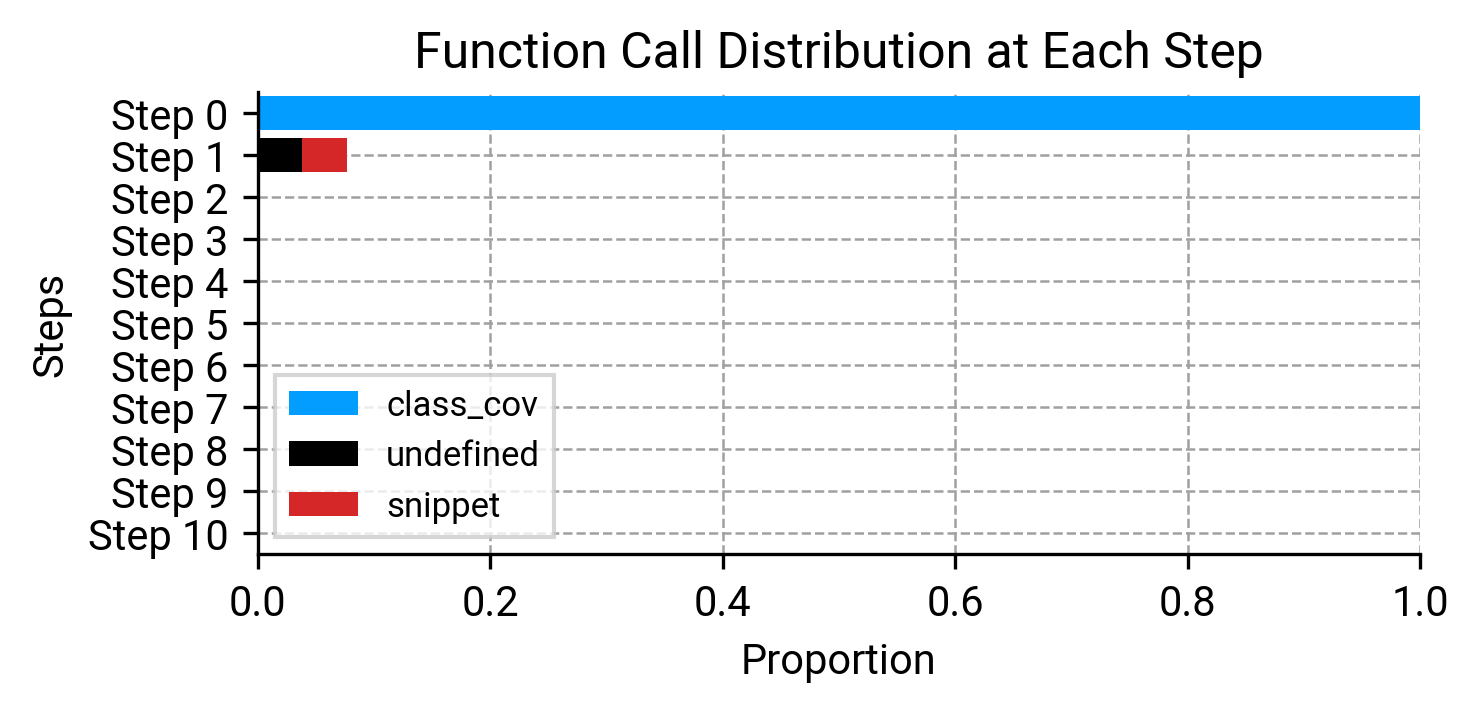 Function Call Distribution at Each Step
Steps
Step 0
Step 1
Step 2
Step 3
Step 4
Step 5
Step 6
Step 7
Step 8
Step 9
Step 10
class_cov
undefined
snippet
0.0 0.2 0.4 0.6 0.8 1.0
Proportion